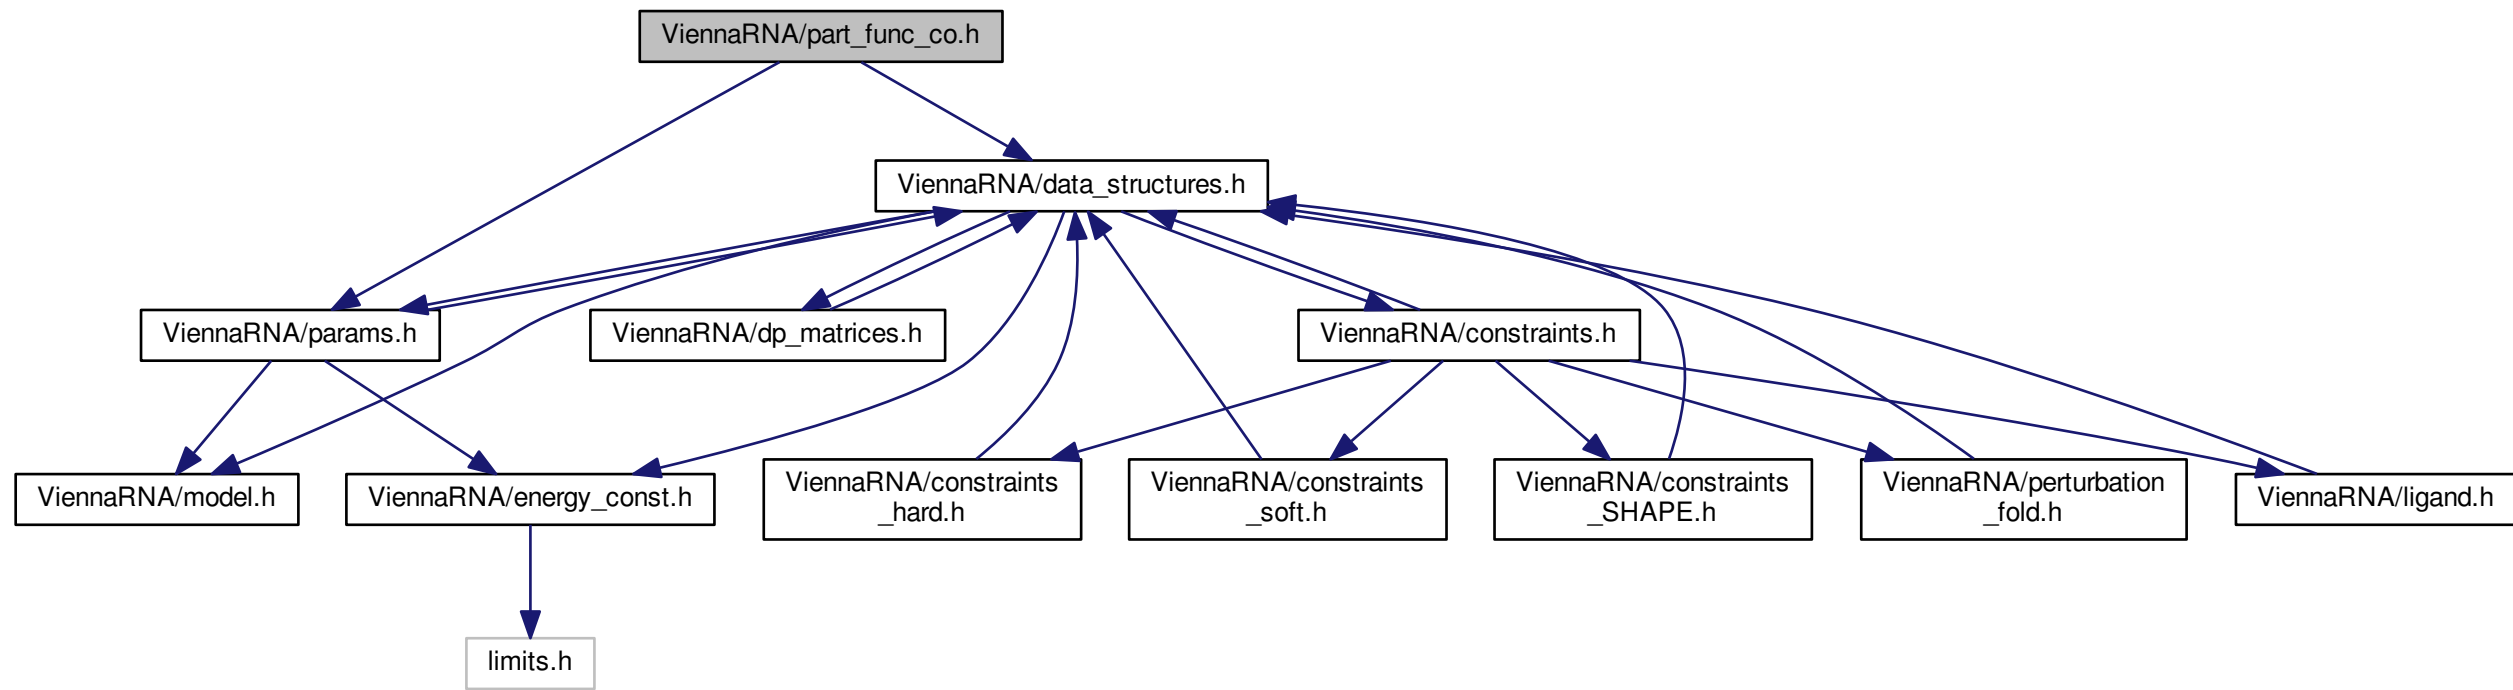 ViennaRNA/part_func_co.h
ViennaRNA/data_structures.h
ViennaRNA/params.h
ViennaRNA/dp_matrices.h
ViennaRNA/constraints.h
ViennaRNA/model.h
ViennaRNA/energy_const.h
ViennaRNA/constraints
_hard.h
ViennaRNA/constraints
_soft.h
ViennaRNA/constraints
_SHAPE.h
ViennaRNA/perturbation
_fold.h
ViennaRNA/ligand.h
limits.h